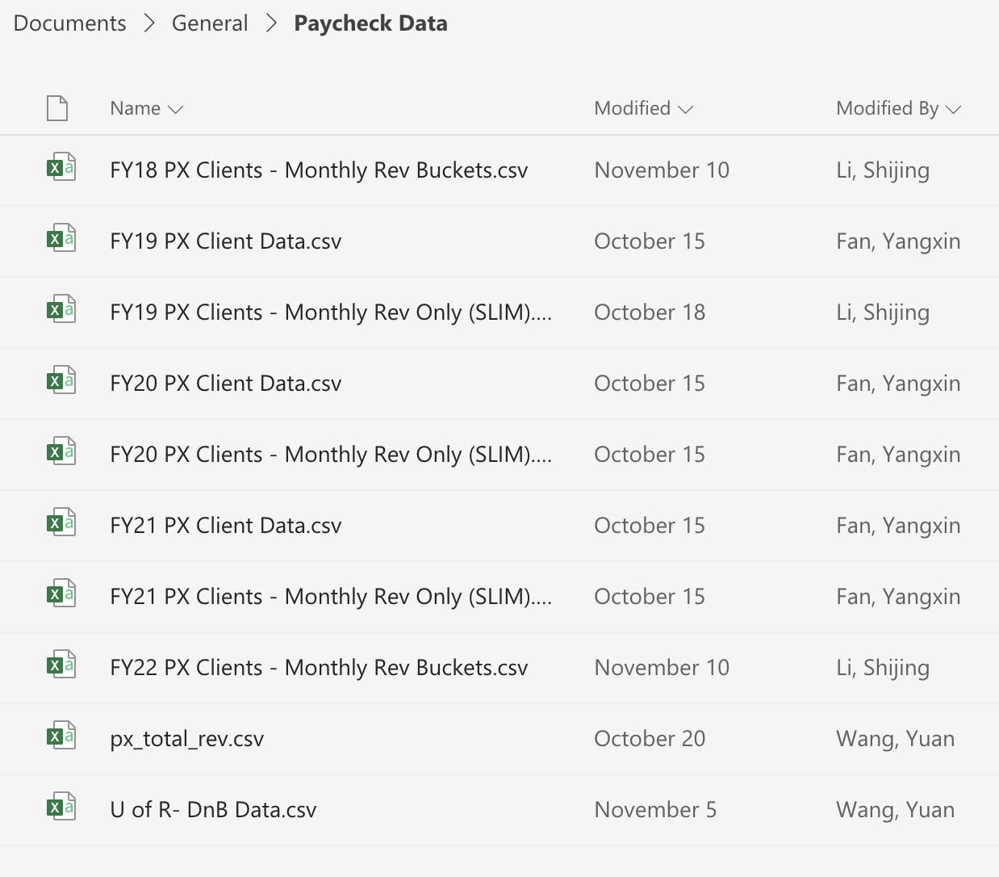 Documents > General > Paycheck Data
Name Modified Modified By
FY18 PX Clients - Monthly Rev Buckets.csv November 10 Li, Shijing
FY19 PX Client Data.csv October 15 Fan, Yangxin
FY19 PX Clients - Monthly Rev Only (SLIM).... October 18 Li, Shijing
FY20 PX Client Data.csv October 15 Fan, Yangxin
FY20 PX Clients - Monthly Rev Only (SLIM).... October 15 Fan, Yangxin
FY21 PX Client Data.csv October 15 Fan, Yangxin
FY21 PX Clients - Monthly Rev Only (SLIM).... October 15 Fan, Yangxin
FY22 PX Clients - Monthly Rev Buckets.csv November 10 Li, Shijing
px_total_rev.csv October 20 Wang, Yuan
U of R- DnB Data.csv November 5 Wang, Yuan